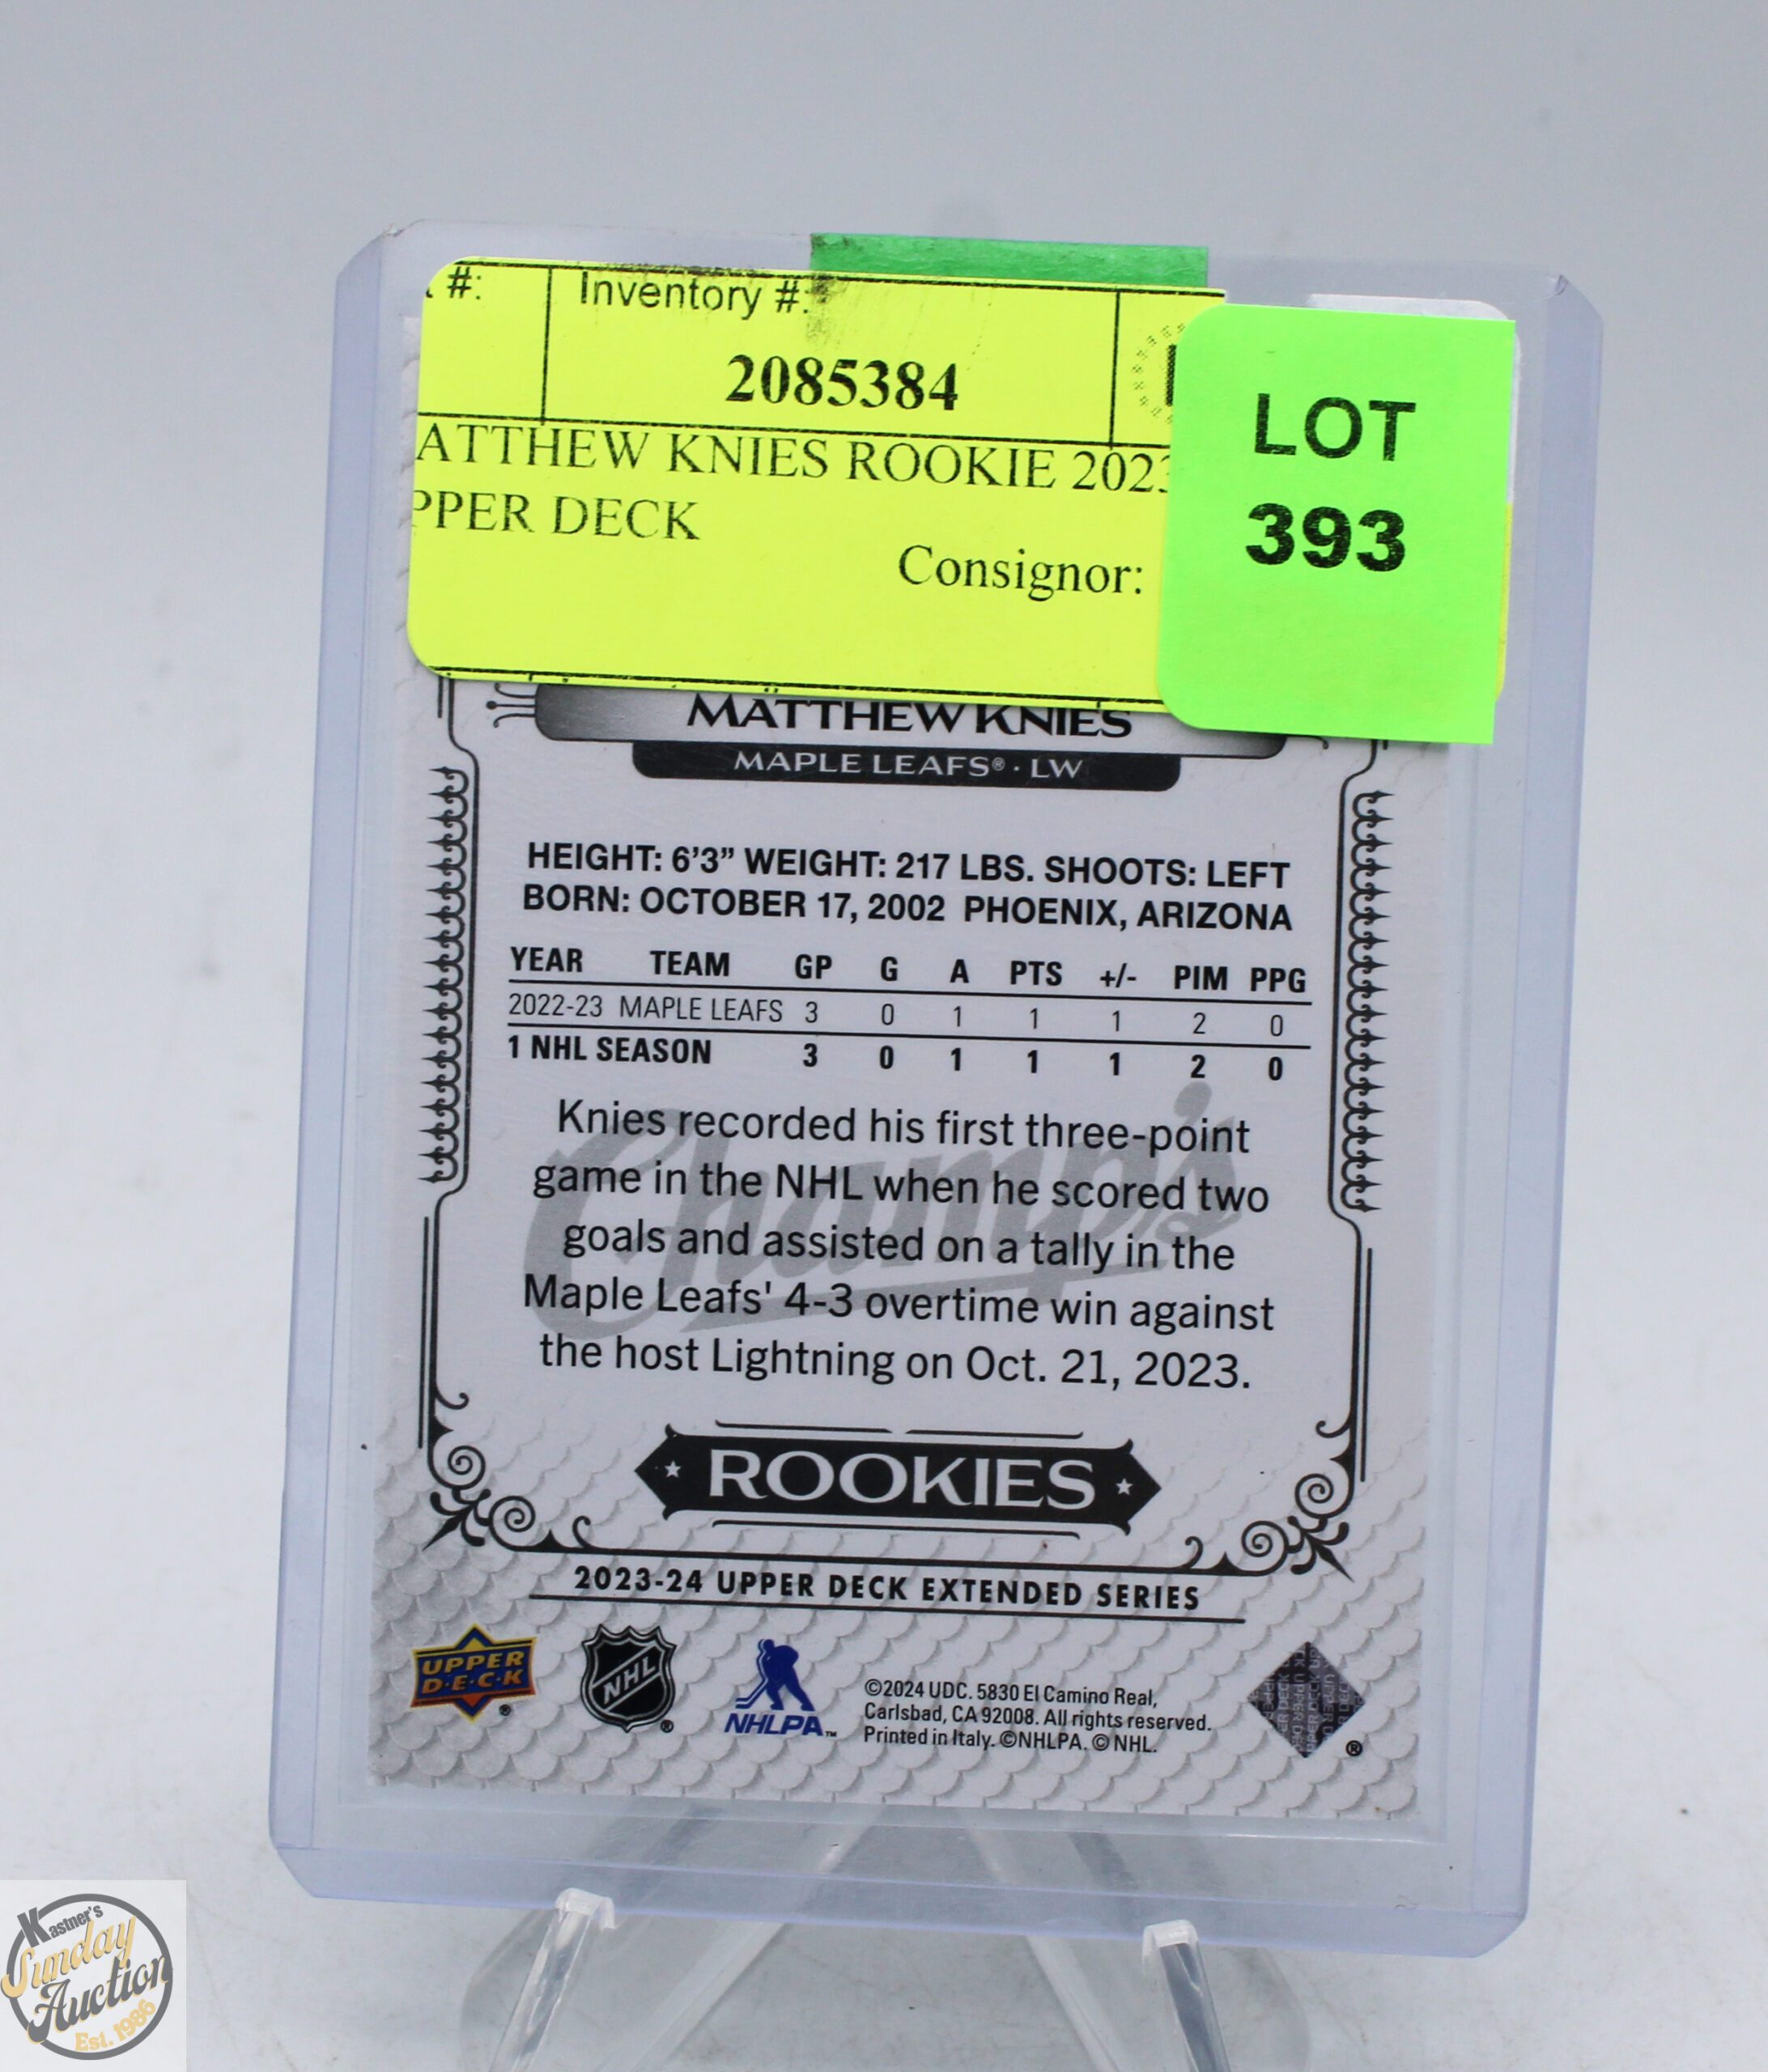 #:
Inventory #:
2085384
ATTHEW KNIES ROOKIE 202
PPER DECK
Consignor:
LOT
393
MATTHEW KNIES
MAPLE LEAFS® · LW
HEIGHT: 6'3” WEIGHT: 217 LBS. SHOOTS: LEFT
BORN: OCTOBER 17, 2002 PHOENIX, ARIZONA
YEAR TEAM GP G A PTS +/- PIM PPG
2022-23 MAPLE LEAFS 3 0 1 1 1 2 0
1 NHL SEASON 3 0 1 1 1 2 0
Champ's
Knies recorded his first three-point
game in the NHL when he scored two
goals and assisted on a tally in the
Maple Leafs' 4-3 overtime win against
the host Lightning on Oct. 21, 2023.
ROOKIES
2023-24 UPPER DECK EXTENDED SERIES
UPPER
D·E·C·K
®
NHL
®
NHLPA™
©2024 UDC. 5830 El Camino Real,
Carlsbad, CA 92008. All rights reserved.
Printed in Italy. ©NHLPA. © NHL.
®
Kastner's
Sunday
Auction
Est. 1986